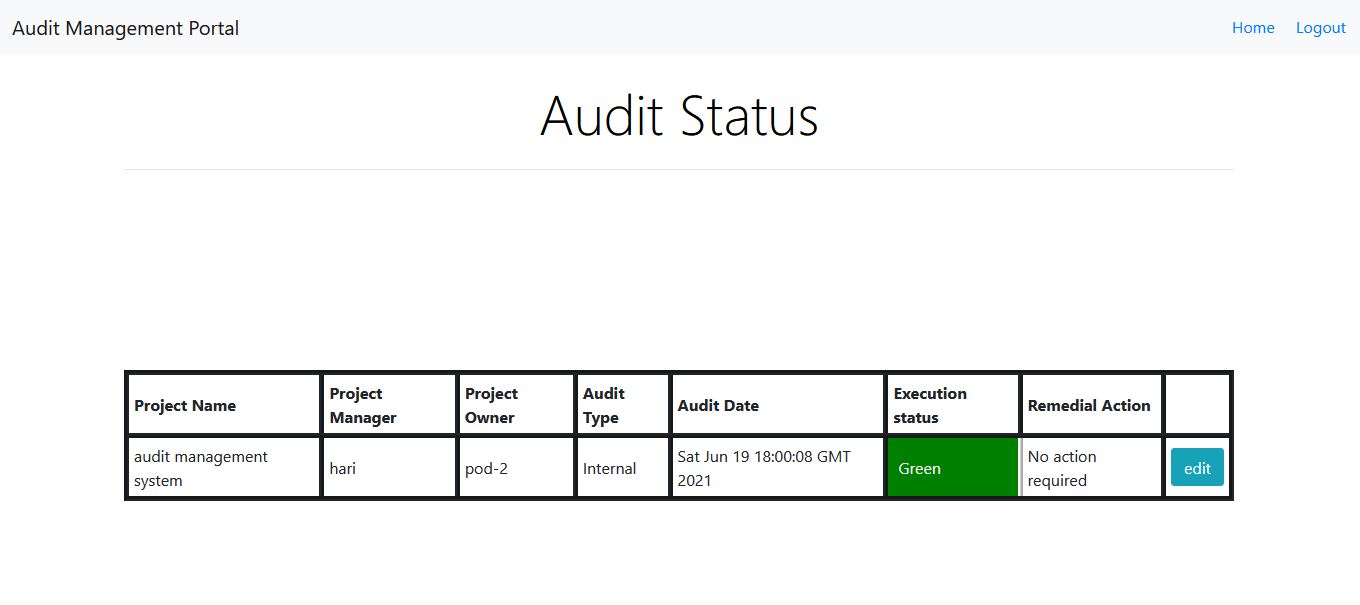 Audit Management Portal
Home Logout
Audit Status
Project Name
Project
Manager
Project
Owner
Audit
Type
Audit Date
Execution
status
Remedial Action
audit management
system
hari
pod-2
Internal
Sat Jun 19 18:00:08 GMT
2021
Green
No action
required
edit